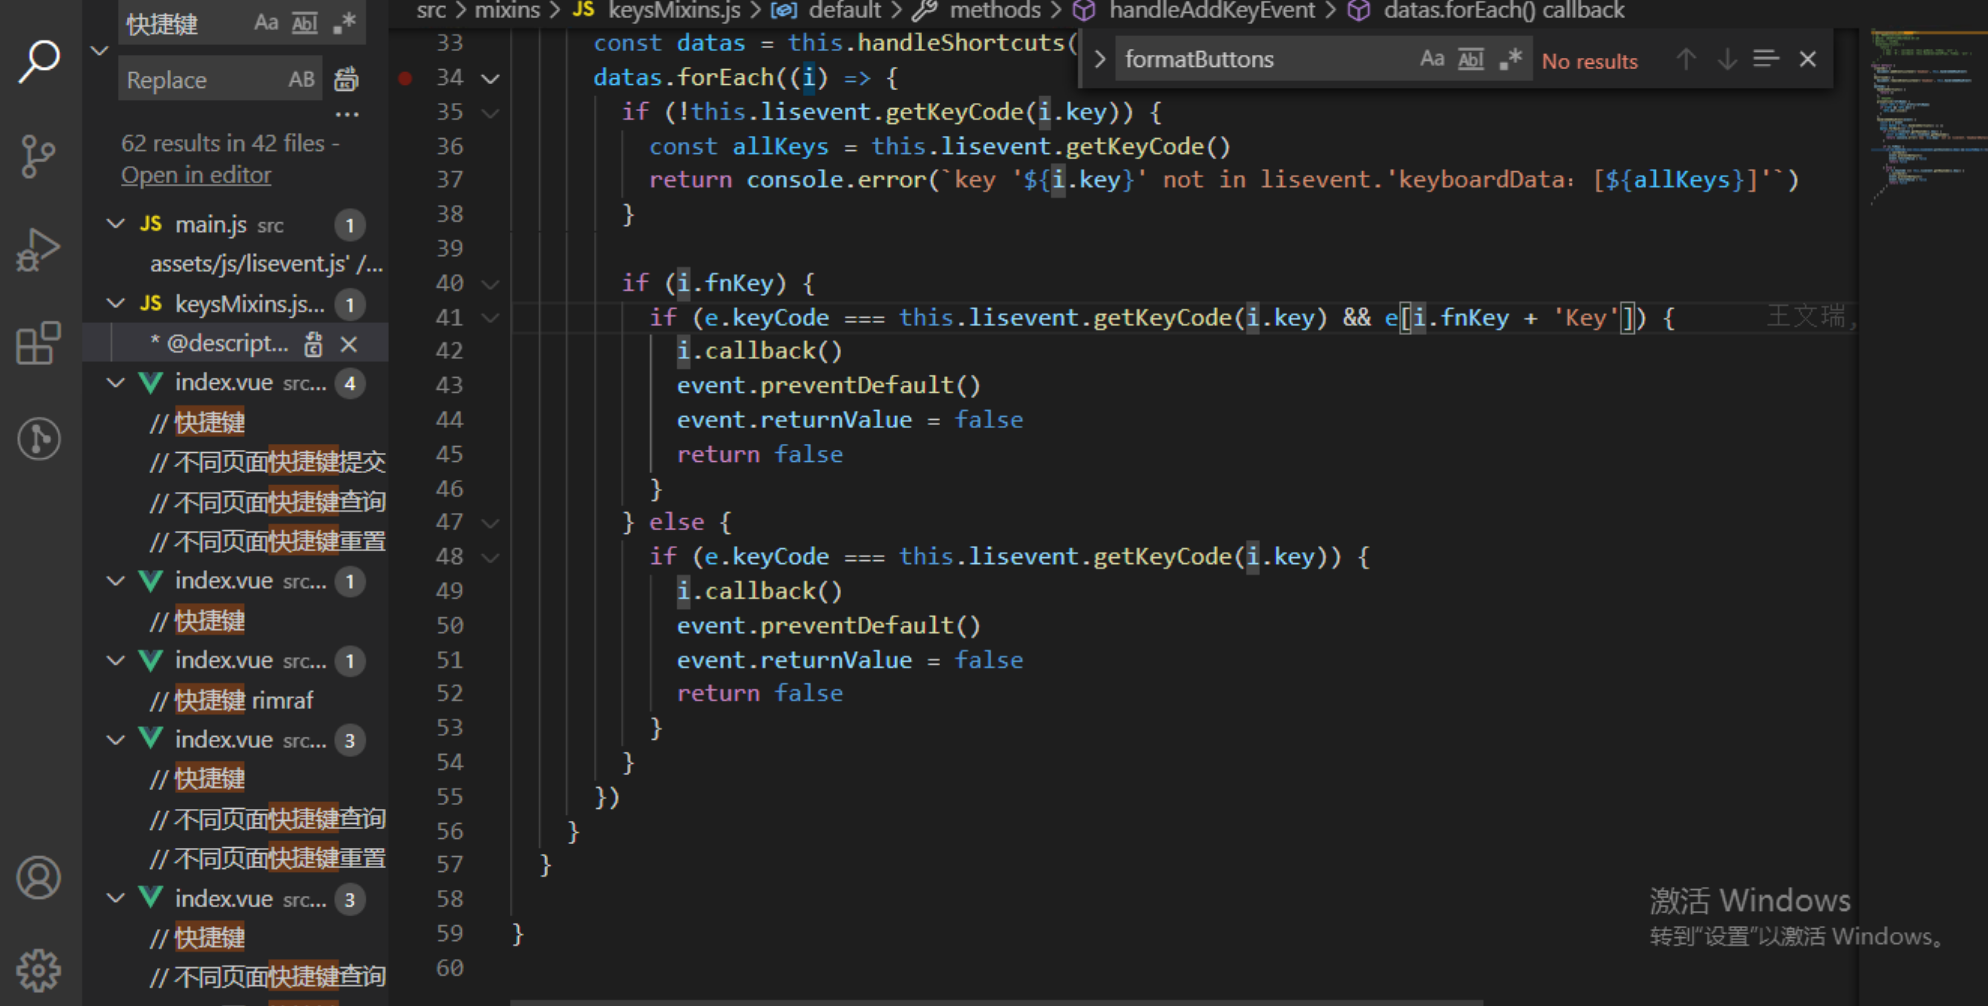 快捷键
Replace
62 results in 42 files -
Open in editor
main.js src 1
assets/js/lisevent.js' /...
keysMixins.js... 1
* @descript...
index.vue src... 4
// 快捷键
// 不同页面快捷键提交
// 不同页面快捷键查询
// 不同页面快捷键重置
index.vue src... 1
// 快捷键
index.vue src... 1
// 快捷键 rimraf
index.vue src... 3
// 快捷键
// 不同页面快捷键查询
// 不同页面快捷键重置
index.vue src... 3
// 快捷键
// 不同页面快捷键查询
src > mixins > JS keysMixins.js > default > methods > handleAddKeyEvent > datas.forEach() callback
formatButtons
No results
33 const datas = this.handleShortcuts(
34 datas.forEach((i) => {
35 if (!this.lisevent.getKeyCode(i.key)) {
36 const allKeys = this.lisevent.getKeyCode()
37 return console.error(`key '${i.key}' not in lisevent.'keyboardData: [${allKeys}]'`)
38 }
39
40 if (i.fnKey) {
41 if (e.keyCode === this.lisevent.getKeyCode(i.key) && e[i.fnKey + 'Key']) { 王文瑞,
42 i.callback()
43 event.preventDefault()
44 event.returnValue = false
45 return false
46 }
47 } else {
48 if (e.keyCode === this.lisevent.getKeyCode(i.key)) {
49 i.callback()
50 event.preventDefault()
51 event.returnValue = false
52 return false
53 }
54 }
55 })
56 }
57 }
58
59 }
60
激活 Windows
转到“设置”以激活 Windows。